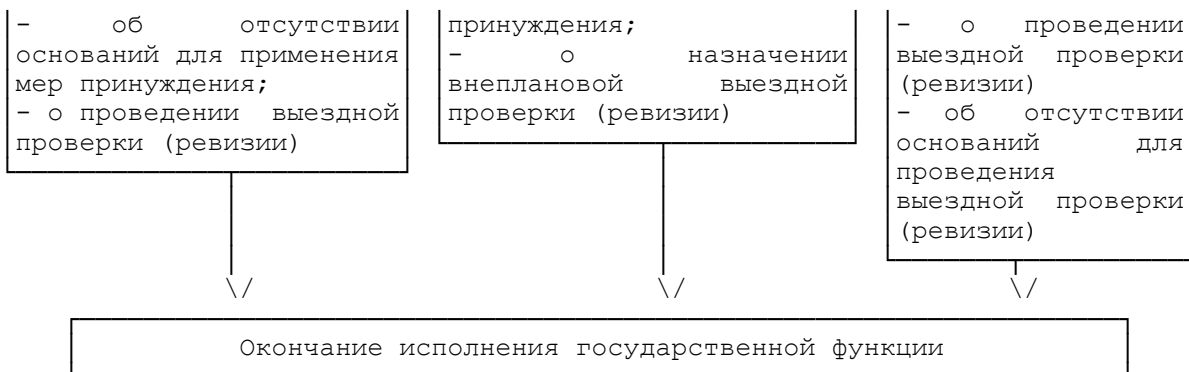 - об отсутствии
оснований для применения
мер принуждения;
- о проведении выездной
проверки (ревизии)
принуждения;
- о назначении
внеплановой выездной
проверки (ревизии)
- о проведении
выездной проверки
(ревизии)
- об отсутствии
оснований для
проведения
выездной проверки
(ревизии)
\/ \/ \/
Окончание исполнения государственной функции